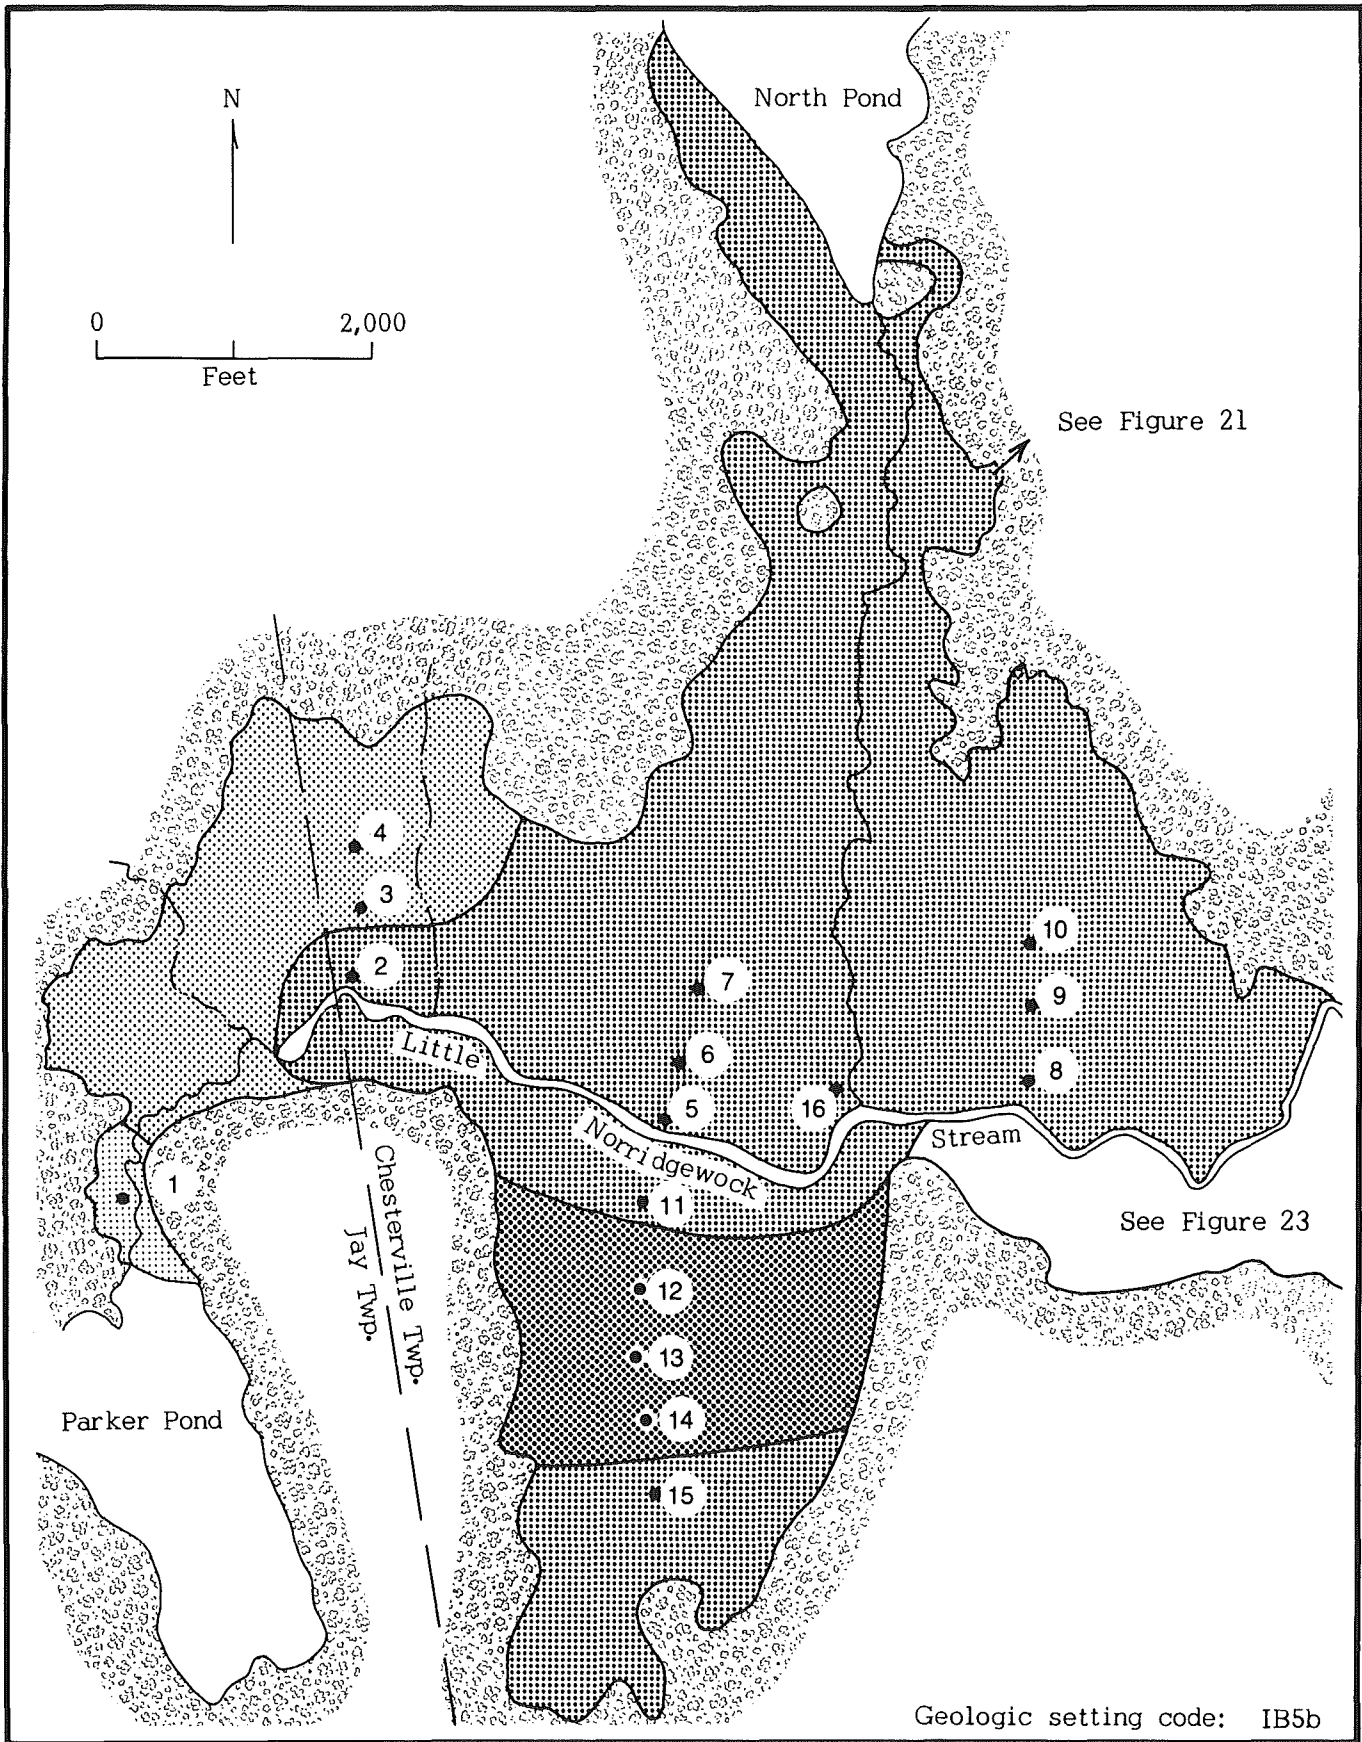 North Pond
N
0 2,000
Feet
See Figure 21
4
3
2
10
7
9
6
8
5
16
Little
Norridgewock
Stream
1
11
See Figure 23
Chesterville Twp.
Jay Twp.
12
13
14
Parker Pond
15
Geologic setting code: IB5b